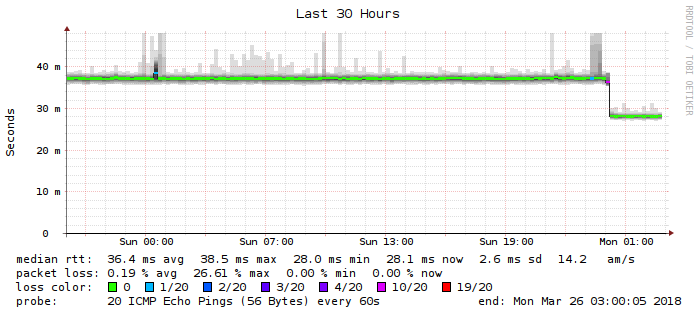 Last 30 Hours
RRDTOOL / TOBI OETIKER
Seconds
40 m
30 m
20 m
10 m
0
Sun 00:00 Sun 07:00 Sun 13:00 Sun 19:00 Mon 01:00
median rtt: 36.4 ms avg 38.5 ms max 28.0 ms min 28.1 ms now 2.6 ms sd 14.2 am/s
packet loss: 0.19 % avg 26.61 % max 0.00 % min 0.00 % now
loss color: 0 1/20 2/20 3/20 4/20 10/20 19/20
probe: 20 ICMP Echo Pings (56 Bytes) every 60s end: Mon Mar 26 03:00:05 2018